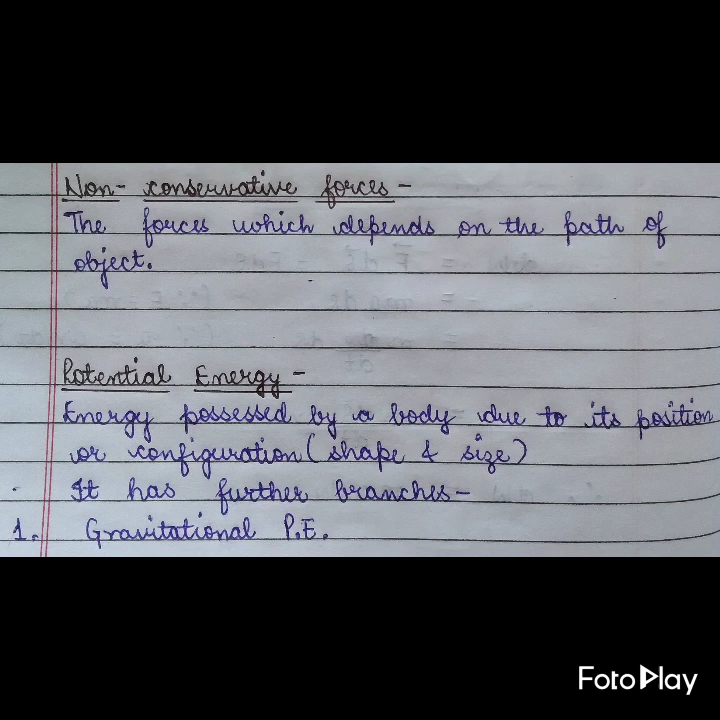 Non- conservative forces -
The forces which depends on the path of
object.
Potential Energy -
Energy possessed by a body due to its position
or configuration ( shape & size )
It has further branches -
1. Gravitational P.E.
FotoPlay